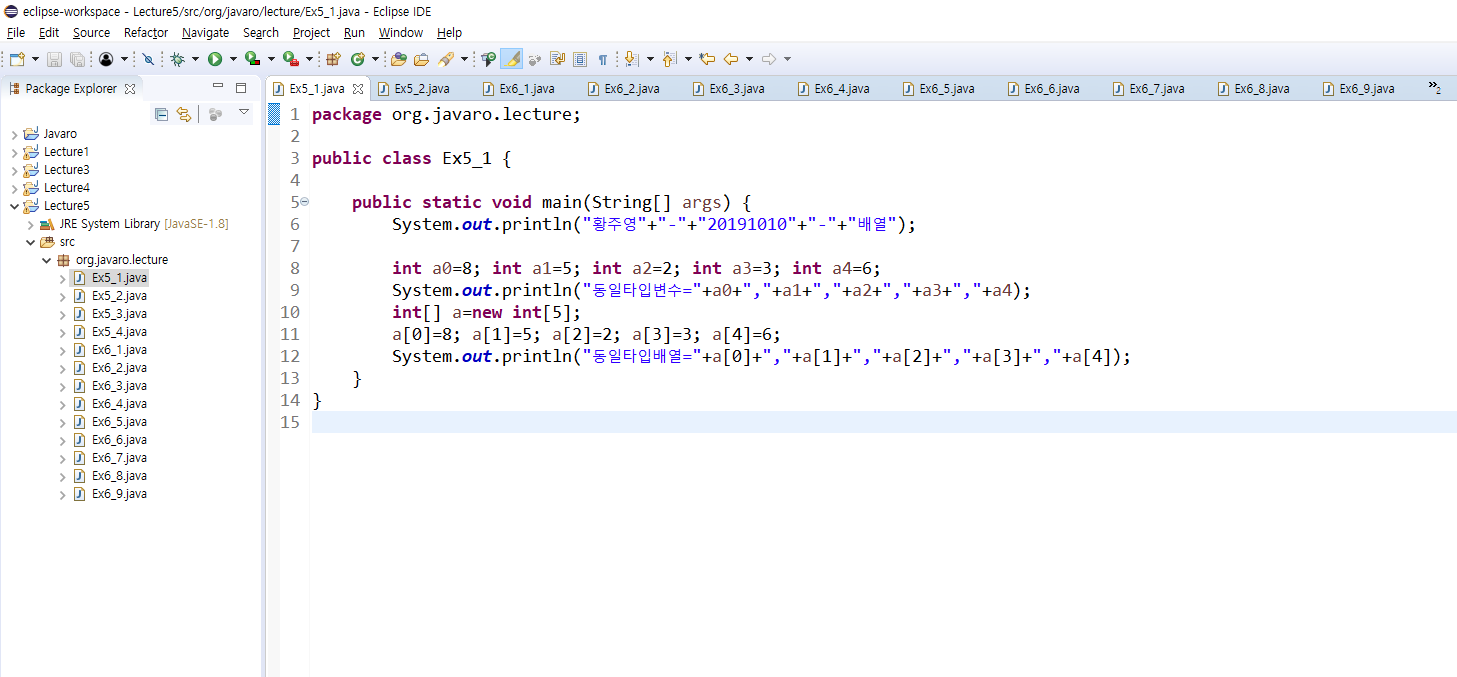 eclipse-workspace - Lecture5/src/org/javaro/lecture/Ex5_1.java - Eclipse IDE
File Edit Source Refactor Navigate Search Project Run Window Help
Package Explorer
Javaro
Lecture1
Lecture3
Lecture4
Lecture5
JRE System Library [JavaSE-1.8]
src
org.javaro.lecture
Ex5_1.java
Ex5_2.java
Ex5_3.java
Ex5_4.java
Ex6_1.java
Ex6_2.java
Ex6_3.java
Ex6_4.java
Ex6_5.java
Ex6_6.java
Ex6_7.java
Ex6_8.java
Ex6_9.java
Ex5_1.java Ex5_2.java Ex6_1.java Ex6_2.java Ex6_3.java Ex6_4.java Ex6_5.java Ex6_6.java Ex6_7.java Ex6_8.java Ex6_9.java »2
1 package org.javaro.lecture;
2
3 public class Ex5_1 {
4
5 public static void main(String[] args) {
6 System.out.println("황주영"+"-"+"20191010"+"-"+"배열");
7
8 int a0=8; int a1=5; int a2=2; int a3=3; int a4=6;
9 System.out.println("동일타입변수="+a0+","+a1+","+a2+","+a3+","+a4);
10 int[] a=new int[5];
11 a[0]=8; a[1]=5; a[2]=2; a[3]=3; a[4]=6;
12 System.out.println("동일타입배열="+a[0]+","+a[1]+","+a[2]+","+a[3]+","+a[4]);
13 }
14 }
15